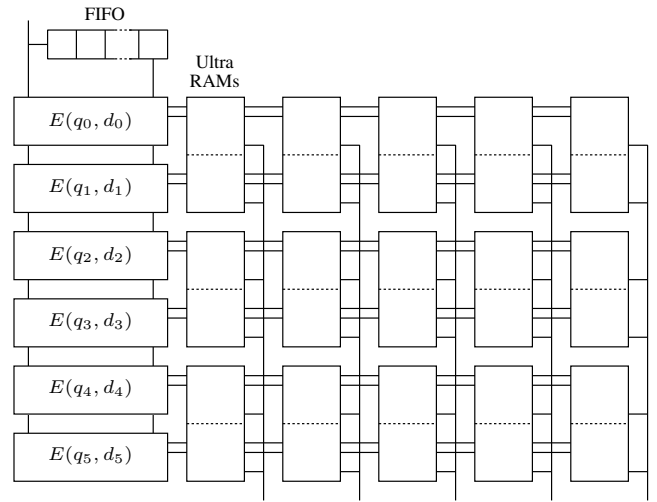 FIFO
Ultra
RAMs
E(q₀, d₀)
E(q₁, d₁)
E(q₂, d₂)
E(q₃, d₃)
E(q₄, d₄)
E(q₅, d₅)